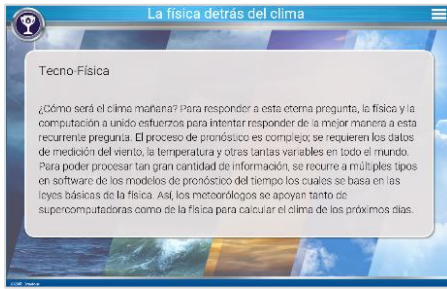 La física detrás del clima
Tecno-Física
¿Cómo será el clima mañana? Para responder a esta eterna pregunta, la física y la
computación a unido esfuerzos para intentar responder de la mejor manera a esta
recurrente pregunta. El proceso de pronóstico es complejo; se requieren los datos
de medición del viento, la temperatura y otras tantas variables en todo el mundo.
Para poder procesar tan gran cantidad de información, se recurre a múltiples tipos
en software de los modelos de pronóstico del tiempo los cuales se basa en las
leyes básicas de la física. Así, los meteorólogos se apoyan tanto de
supercomputadoras como de la física para calcular el clima de los próximos días.